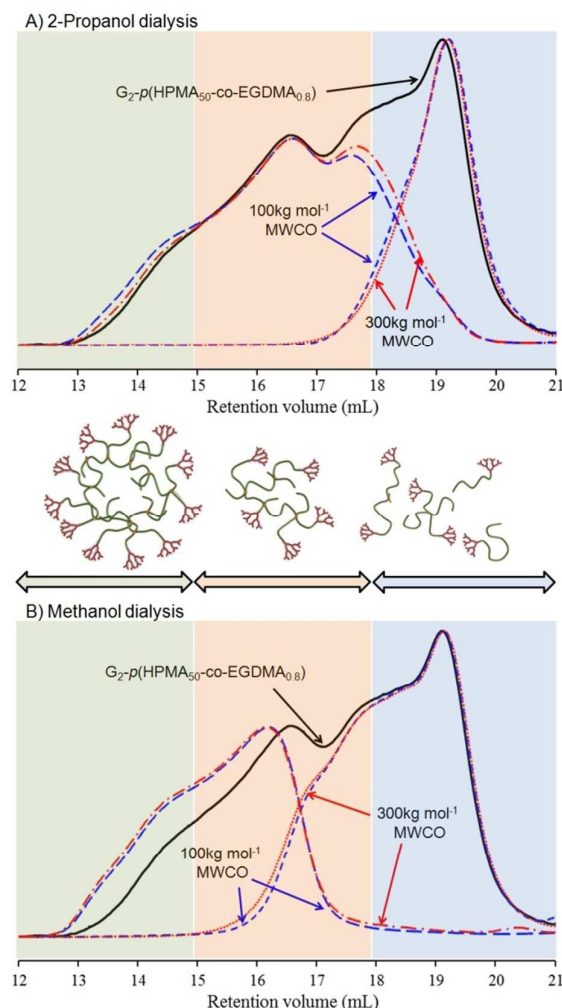 A) 2-Propanol dialysis
G₂-p(HPMA₅₀-co-EGDMA₀.₈)
100kg mol⁻¹
MWCO
300kg mol⁻¹
MWCO
12 13 14 15 16 17 18 19 20 21
Retention volume (mL)
B) Methanol dialysis
G₂-p(HPMA₅₀-co-EGDMA₀.₈)
300kg mol⁻¹
MWCO
100kg mol⁻¹
MWCO
12 13 14 15 16 17 18 19 20 21
Retention volume (mL)